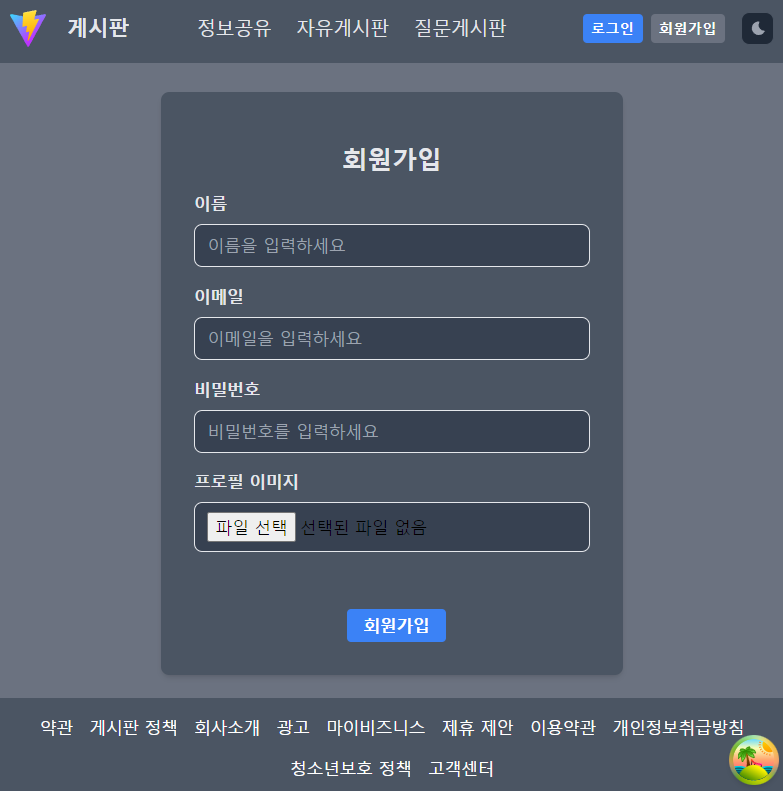 게시판 정보공유 자유게시판 질문게시판 로그인 회원가입
회원가입
이름
이름을 입력하세요
이메일
이메일을 입력하세요
비밀번호
비밀번호를 입력하세요
프로필 이미지
파일 선택 선택된 파일 없음
회원가입
약관 게시판 정책 회사소개 광고 마이비즈니스 제휴 제안 이용약관 개인정보취급방침
청소년보호 정책 고객센터